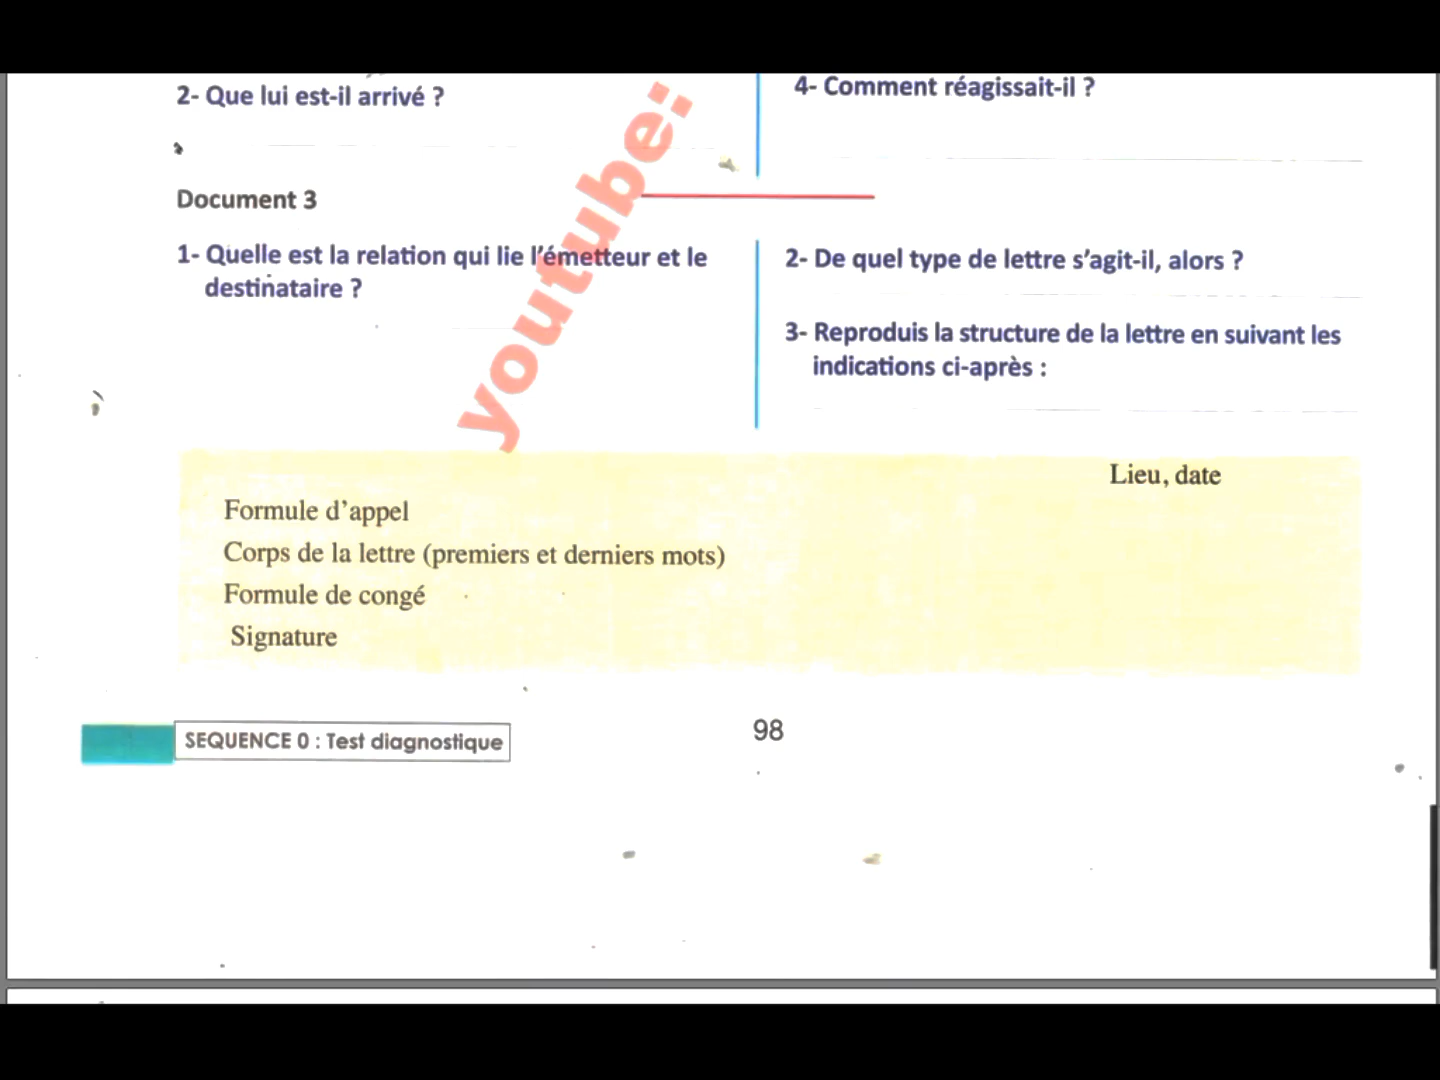 2- Que lui est-il arrivé ?
4- Comment réagissait-il ?
Document 3
1- Quelle est la relation qui lie l'émetteur et le
destinataire ?
2- De quel type de lettre s'agit-il, alors ?
3- Reproduis la structure de la lettre en suivant les
indications ci-après :
youtube:
Lieu, date
Formule d'appel
Corps de la lettre (premiers et derniers mots)
Formule de congé
Signature
SEQUENCE 0 : Test diagnostique
98